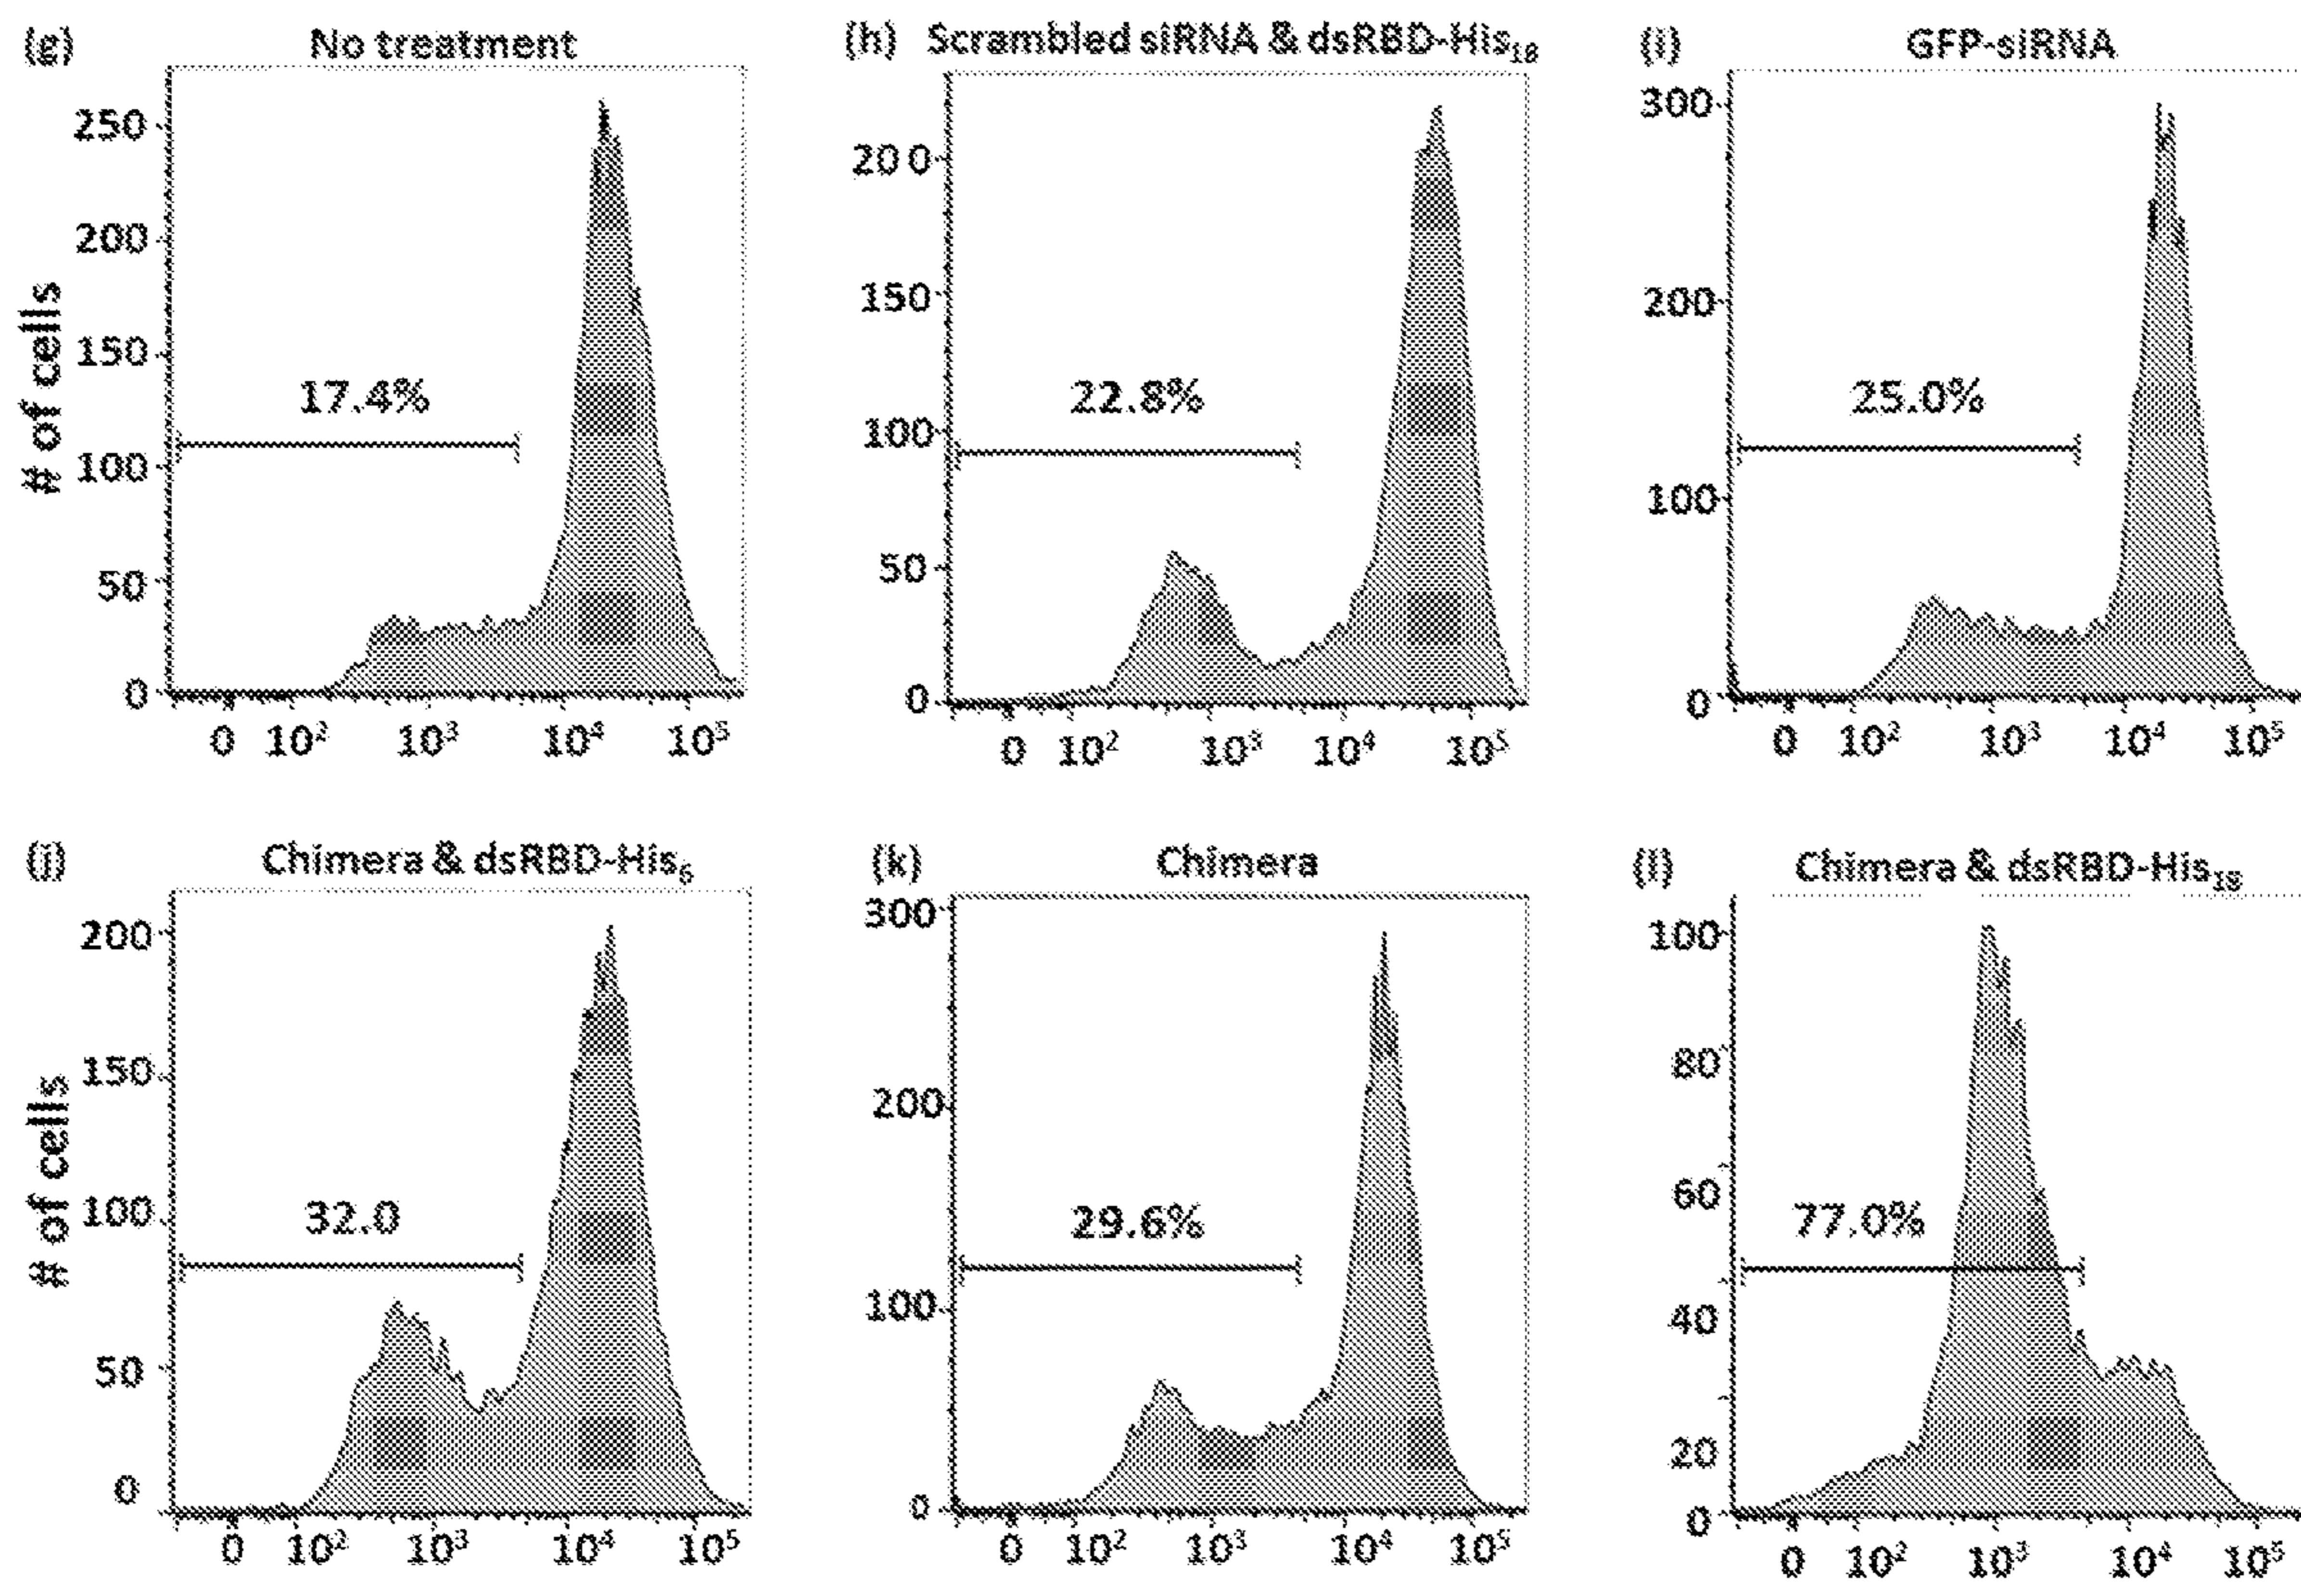 (g) No treatment
250
200
150
100
50
0
# of cells
17.4%
0 10² 10³ 10⁴ 10⁵
(h) Scrambled siRNA & dsRBD-His₁₈
20 0
150
100
50
0
22.8%
0 10² 10³ 10⁴ 10⁵
(i) GFP-siRNA
300
200
100
0
25.0%
0 10² 10³ 10⁴ 10⁵
(j) Chimera & dsRBD-His₆
200
150
100
50
0
# of cells
32.0
0 10² 10³ 10⁴ 10⁵
(k) Chimera
300
200
100
0
29.6%
0 10² 10³ 10⁴ 10⁵
(l) Chimera & dsRBD-His₁₈
100
80
60
40
20
0
77.0%
0 10² 10³ 10⁴ 10⁵